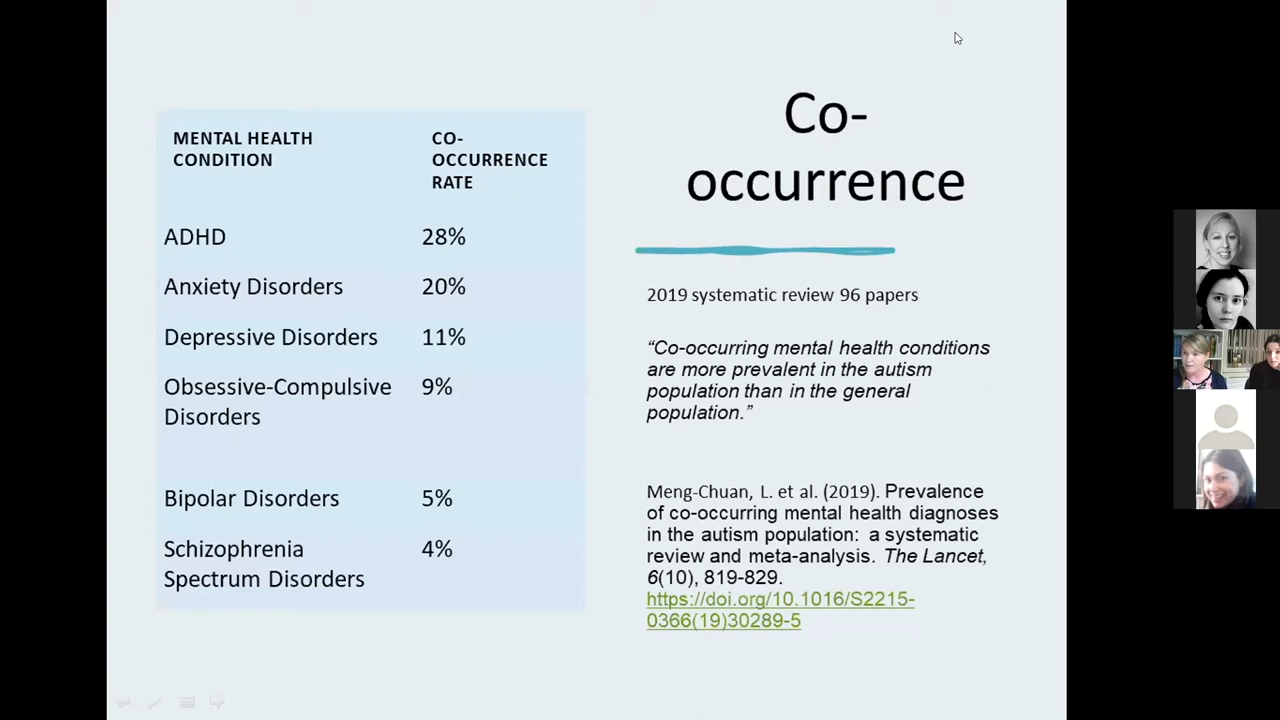 MENTAL HEALTH
CONDITION
CO-
OCCURRENCE
RATE
ADHD 28%
Anxiety Disorders 20%
Depressive Disorders 11%
Obsessive-Compulsive 9%
Disorders
Bipolar Disorders 5%
Schizophrenia 4%
Spectrum Disorders
Co-
occurrence
2019 systematic review 96 papers
“Co-occurring mental health conditions
are more prevalent in the autism
population than in the general
population.”
Meng-Chuan, L. et al. (2019). Prevalence
of co-occurring mental health diagnoses
in the autism population: a systematic
review and meta-analysis. The Lancet,
6(10), 819-829.
https://doi.org/10.1016/S2215-
0366(19)30289-5